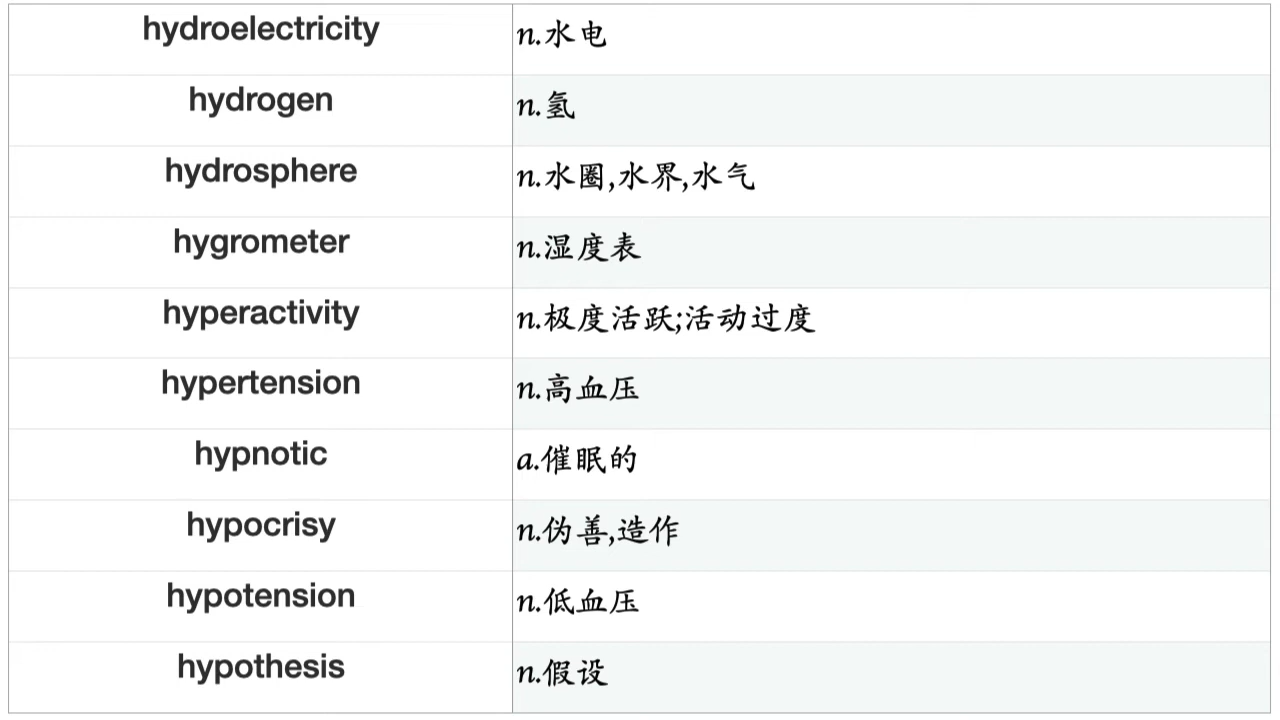 hydroelectricity n.水电
hydrogen n.氢
hydrosphere n.水圈,水界,水气
hygrometer n.湿度表
hyperactivity n.极度活跃;活动过度
hypertension n.高血压
hypnotic a.催眠的
hypocrisy n.伪善,造作
hypotension n.低血压
hypothesis n.假设